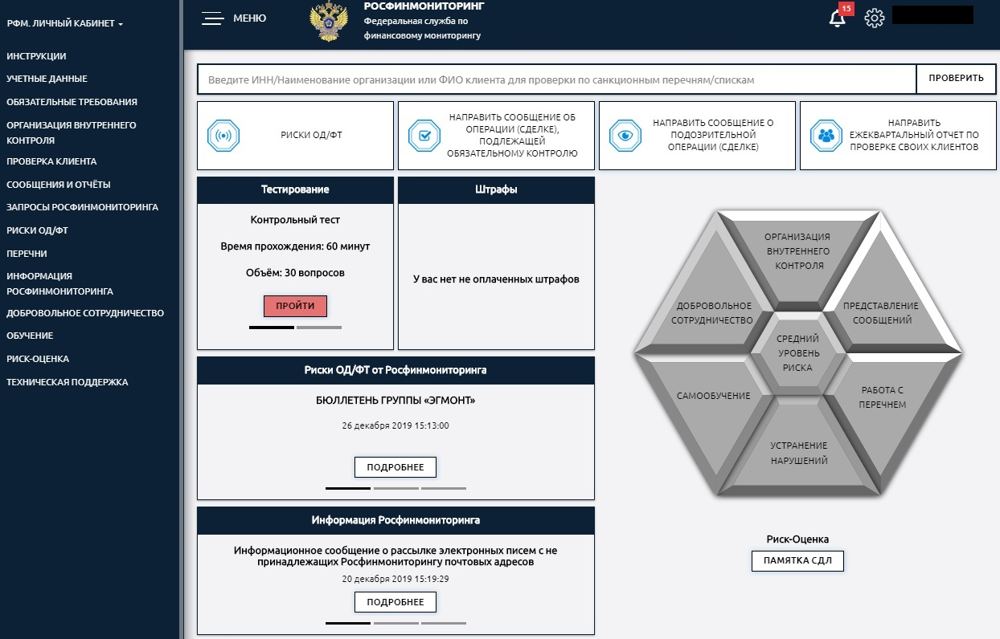 РФМ. ЛИЧНЫЙ КАБИНЕТ
ИНСТРУКЦИИ
УЧЕТНЫЕ ДАННЫЕ
ОБЯЗАТЕЛЬНЫЕ ТРЕБОВАНИЯ
ОРГАНИЗАЦИЯ ВНУТРЕННЕГО
КОНТРОЛЯ
ПРОВЕРКА КЛИЕНТА
СООБЩЕНИЯ И ОТЧЁТЫ
ЗАПРОСЫ РОСФИНМОНИТОРИНГА
РИСКИ ОД/ФТ
ПЕРЕЧНИ
ИНФОРМАЦИЯ
РОСФИНМОНИТОРИНГА
ДОБРОВОЛЬНОЕ СОТРУДНИЧЕСТВО
ОБУЧЕНИЕ
РИСК-ОЦЕНКА
ТЕХНИЧЕСКАЯ ПОДДЕРЖКА
МЕНЮ
РОСФИНМОНИТОРИНГ
Федеральная служба по
финансовому мониторингу
15
Введите ИНН/Наименование организации или ФИО клиента для проверки по санкционным перечням/спискам
ПРОВЕРИТЬ
РИСКИ ОД/ФТ
НАПРАВИТЬ СООБЩЕНИЕ ОБ
ОПЕРАЦИИ (СДЕЛКЕ),
ПОДЛЕЖАЩЕЙ
ОБЯЗАТЕЛЬНОМУ КОНТРОЛЮ
НАПРАВИТЬ СООБЩЕНИЕ О
ПОДОЗРИТЕЛЬНОЙ
ОПЕРАЦИИ (СДЕЛКЕ)
НАПРАВИТЬ
ЕЖЕКВАРТАЛЬНЫЙ ОТЧЕТ ПО
ПРОВЕРКЕ СВОИХ КЛИЕНТОВ
Тестирование
Контрольный тест
Время прохождения: 60 минут
Объём: 30 вопросов
ПРОЙТИ
Штрафы
У вас нет не оплаченных штрафов
Риски ОД/ФТ от Росфинмониторинга
БЮЛЛЕТЕНЬ ГРУППЫ «ЭГМОНТ»
26 декабря 2019 15:13:00
ПОДРОБНЕЕ
Информация Росфинмониторинга
Информационное сообщение о рассылке электронных писем с не
принадлежащих Росфинмониторингу почтовых адресов
20 декабря 2019 15:19:29
ПОДРОБНЕЕ
ОРГАНИЗАЦИЯ
ВНУТРЕННЕГО
КОНТРОЛЯ
ДОБРОВОЛЬНОЕ
СОТРУДНИЧЕСТВО
ПРЕДСТАВЛЕНИЕ
СООБЩЕНИЙ
СРЕДНИЙ
УРОВЕНЬ
РИСКА
САМООБУЧЕНИЕ
РАБОТА С
ПЕРЕЧНЕМ
УСТРАНЕНИЕ
НАРУШЕНИЙ
Риск-Оценка
ПАМЯТКА СДЛ